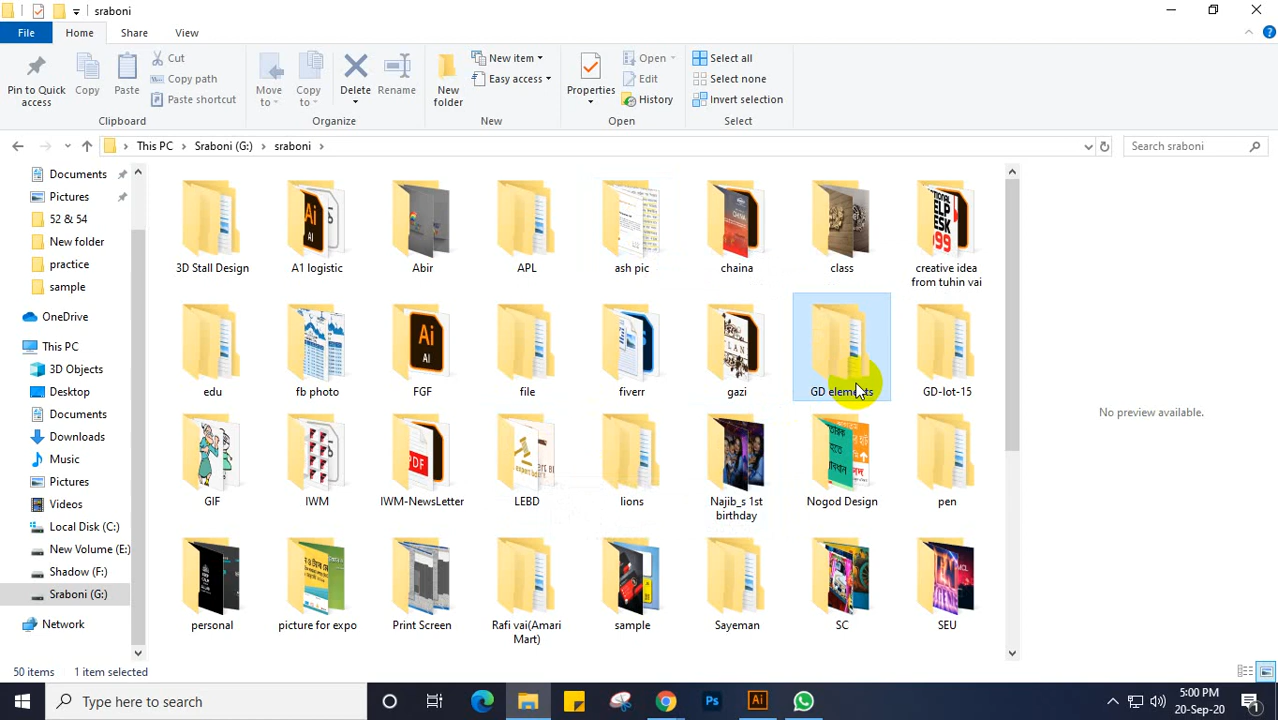 sraboni
File
Home
Share
View
Pin to Quick access
Copy
Paste
Cut
Copy path
Paste shortcut
Clipboard
Move to
Copy to
Delete
Rename
Organize
New folder
New item
Easy access
New
Properties
Open
Edit
History
Open
Select all
Select none
Invert selection
Select
This PC
Sraboni (G:)
sraboni
Search sraboni
Documents
Pictures
52 & 54
New folder
practice
sample
OneDrive
This PC
3D Objects
Desktop
Documents
Downloads
Music
Pictures
Videos
Local Disk (C:)
New Volume (E:)
Shadow (F:)
Sraboni (G:)
Network
3D Stall Design
A1 logistic
Abir
APL
ash pic
chaina
class
creative idea
from tuhin vai
edu
fb photo
FGF
file
fiverr
gazi
GD elements
GD-lot-15
GIF
IWM
IWM-NewsLetter
LEBD
lions
Najib_s 1st
birthday
Nogod Design
pen
personal
picture for expo
Print Screen
Rafi vai(Amari
Mart)
sample
Sayeman
SC
SEU
No preview available.
50 items
1 item selected
Type here to search
Ps
Ai
5:00 PM
20-Sep-20